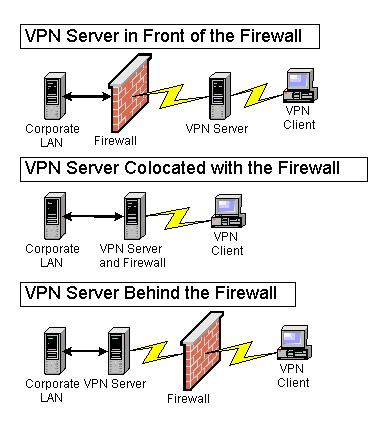 VPN Server in Front of the Firewall
Corporate
LAN
Firewall
VPN Server
VPN
Client
VPN Server Colocated with the Firewall
Corporate
LAN
VPN Server
and Firewall
VPN
Client
VPN Server Behind the Firewall
Corporate
LAN
VPN Server
Firewall
VPN
Client